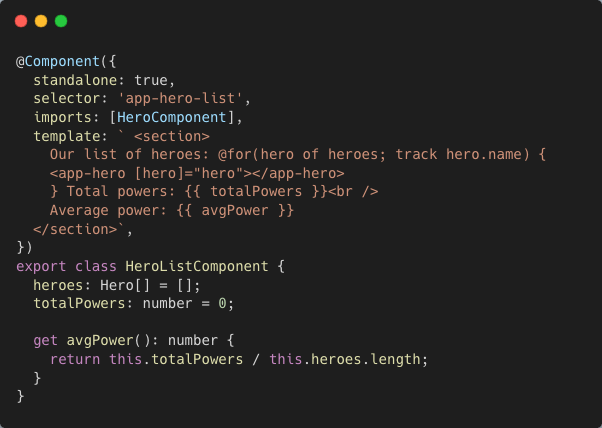 @Component({
  standalone: true,
  selector: 'app-hero-list',
  imports: [HeroComponent],
  template: ` <section>
    Our list of heroes: @for(hero of heroes; track hero.name) {
    <app-hero [hero]="hero"></app-hero>
    } Total powers: {{ totalPowers }}<br />
    Average power: {{ avgPower }}
  </section>`,
})
export class HeroListComponent {
  heroes: Hero[] = [];
  totalPowers: number = 0;

  get avgPower(): number {
    return this.totalPowers / this.heroes.length;
  }
}